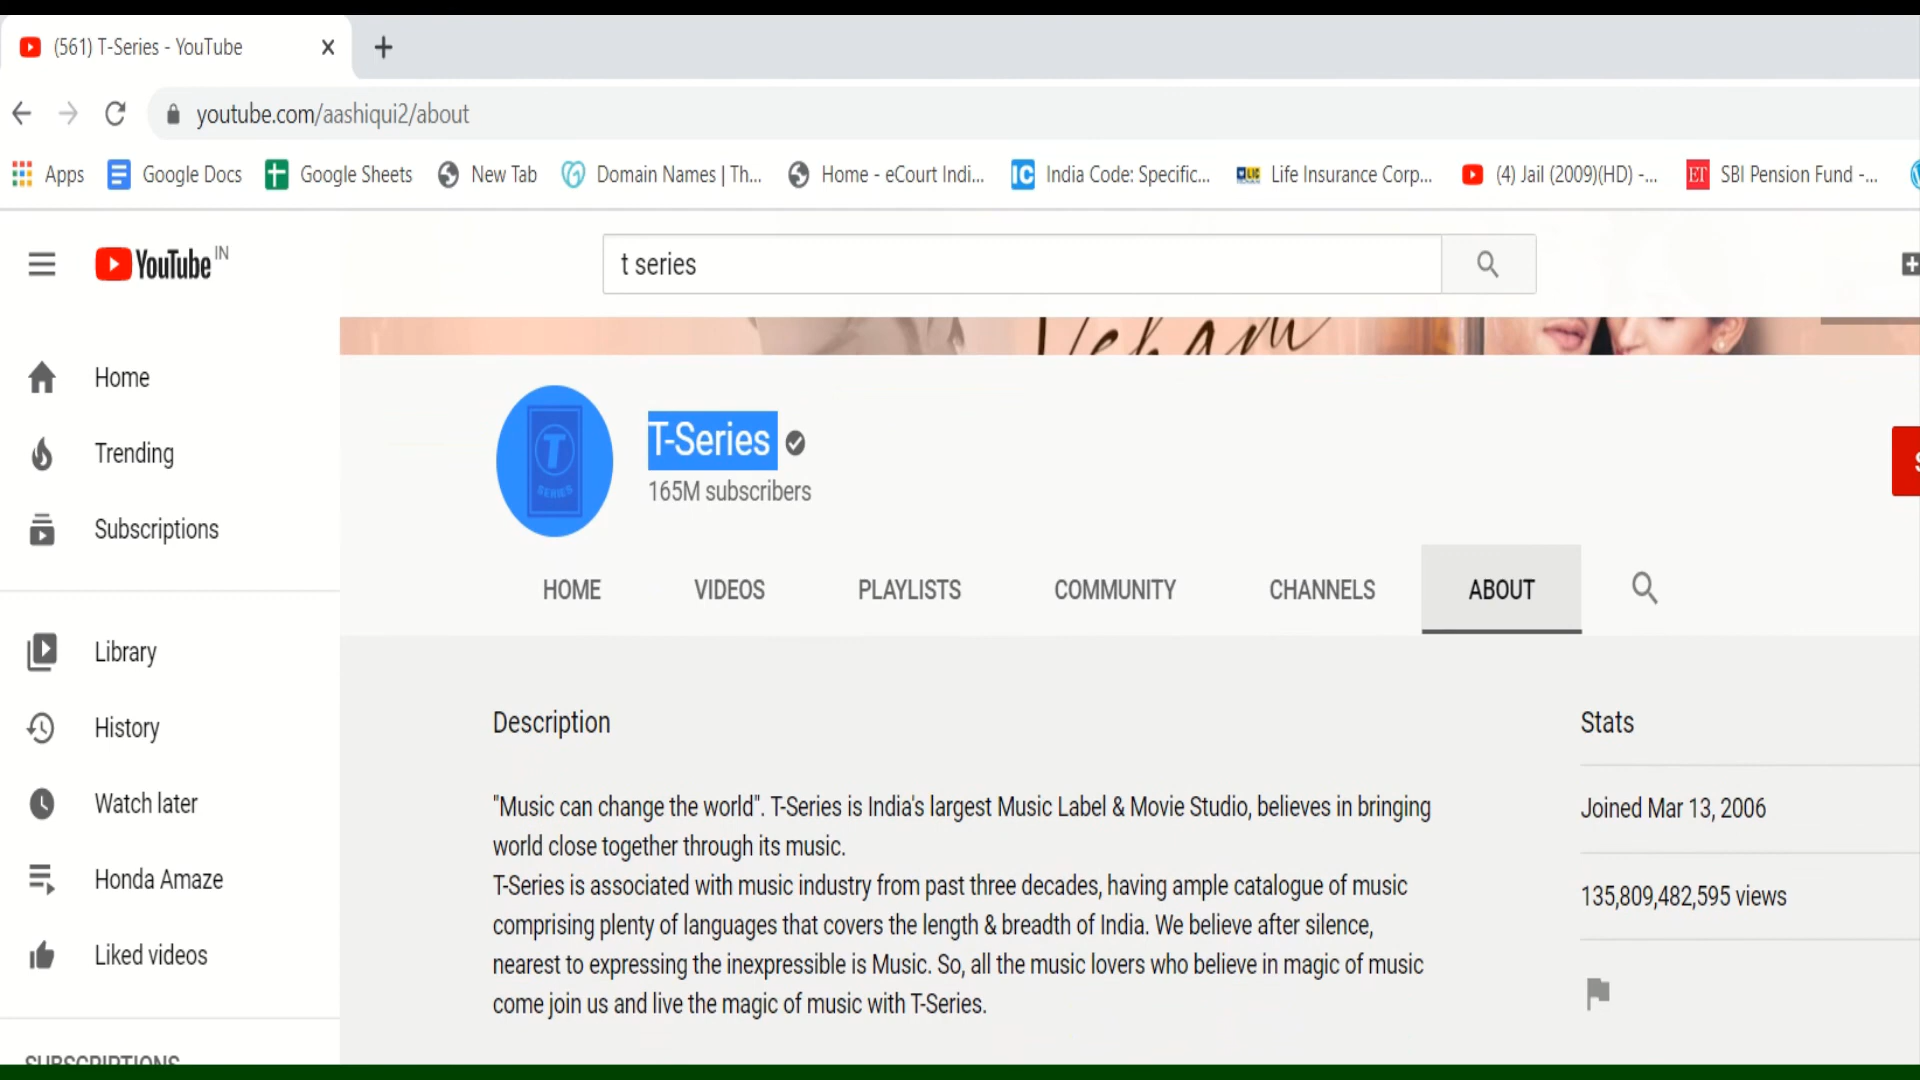 (561) T-Series - YouTube
youtube.com/aashiqui2/about
Apps Google Docs Google Sheets New Tab Domain Names | Th... Home - eCourt Indi... India Code: Specific... Life Insurance Corp... (4) Jail (2009)(HD) -... SBI Pension Fund -...
YouTube IN
t series
Home
Trending
Subscriptions
Library
History
Watch later
Honda Amaze
Liked videos
SUBSCRIPTIONS
Veham
T SERIES
T-Series
165M subscribers
HOME VIDEOS PLAYLISTS COMMUNITY CHANNELS ABOUT
Description
"Music can change the world". T-Series is India's largest Music Label & Movie Studio, believes in bringing
world close together through its music.
T-Series is associated with music industry from past three decades, having ample catalogue of music
comprising plenty of languages that covers the length & breadth of India. We believe after silence,
nearest to expressing the inexpressible is Music. So, all the music lovers who believe in magic of music
come join us and live the magic of music with T-Series.
Stats
Joined Mar 13, 2006
135,809,482,595 views